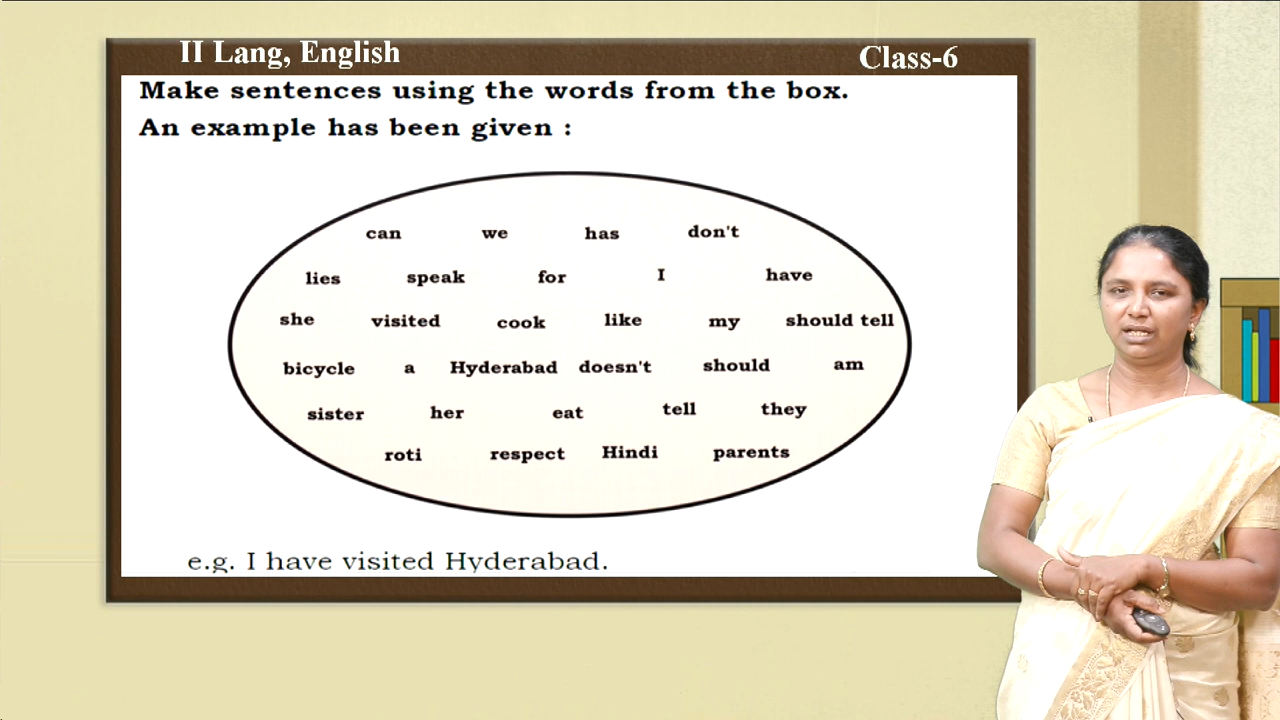 II Lang, English
Class-6
Make sentences using the words from the box.
An example has been given :
can we has don't
lies speak for I have
she visited cook like my should tell
bicycle a Hyderabad doesn't should am
sister her eat tell they
roti respect Hindi parents
e.g. I have visited Hyderabad.